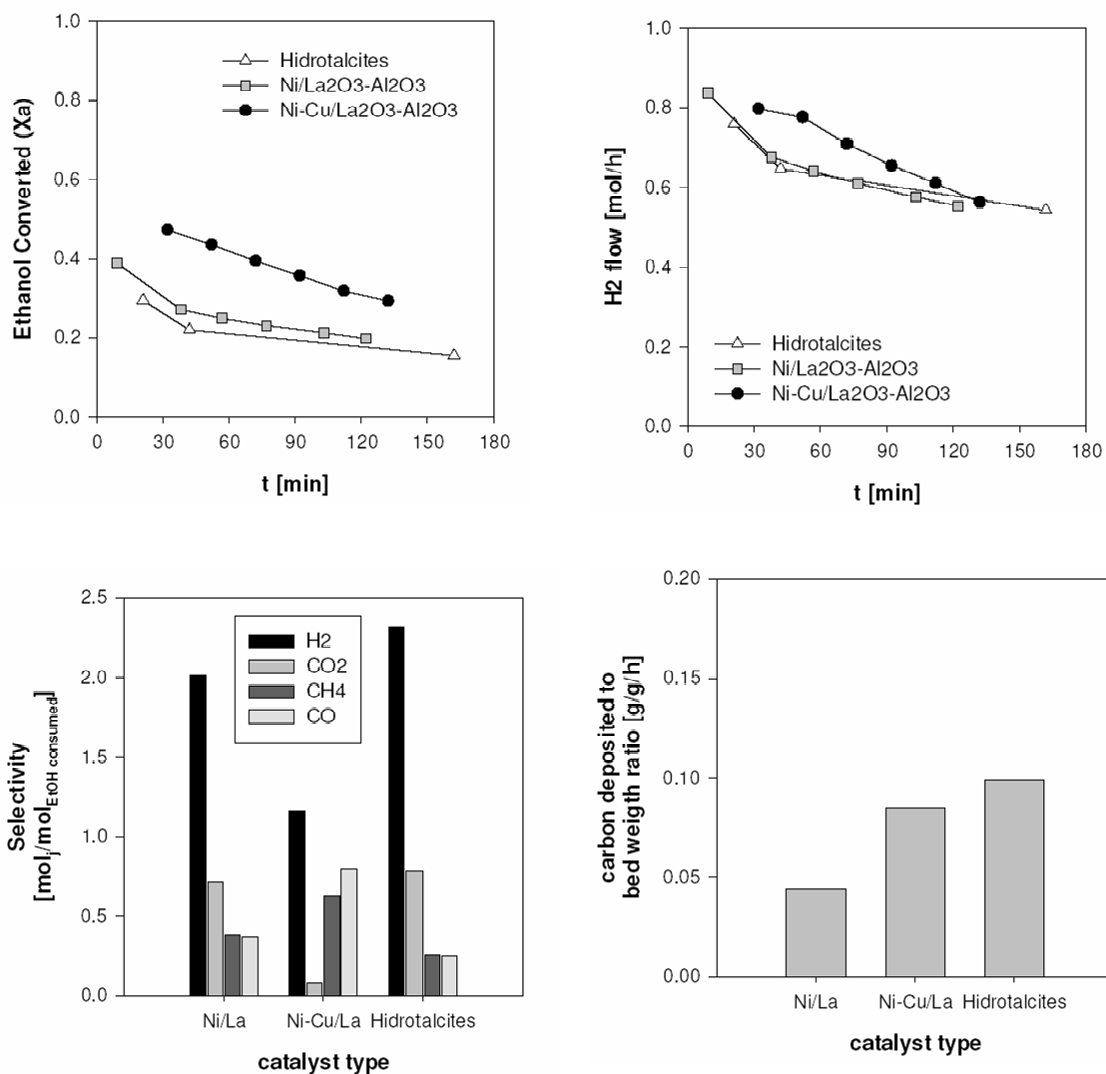 1.0
0.8
0.6
0.4
0.2
0.0
Ethanol Converted (Xa)
Hidrotalcites
Ni/La2O3-Al2O3
Ni-Cu/La2O3-Al2O3
0 30 60 90 120 150 180
t [min]
1.0
0.8
0.6
0.4
0.2
0.0
H2 flow [mol/h]
Hidrotalcites
Ni/La2O3-Al2O3
Ni-Cu/La2O3-Al2O3
0 30 60 90 120 150 180
t [min]
2.5
2.0
1.5
1.0
0.5
0.0
Selectivity
[molj/molEtOH consumed]
H2
CO2
CH4
CO
Ni/La Ni-Cu/La Hidrotalcites
catalyst type
0.20
0.15
0.10
0.05
0.00
carbon deposited to
bed weigth ratio [g/g/h]
Ni/La Ni-Cu/La Hidrotalcites
catalyst type